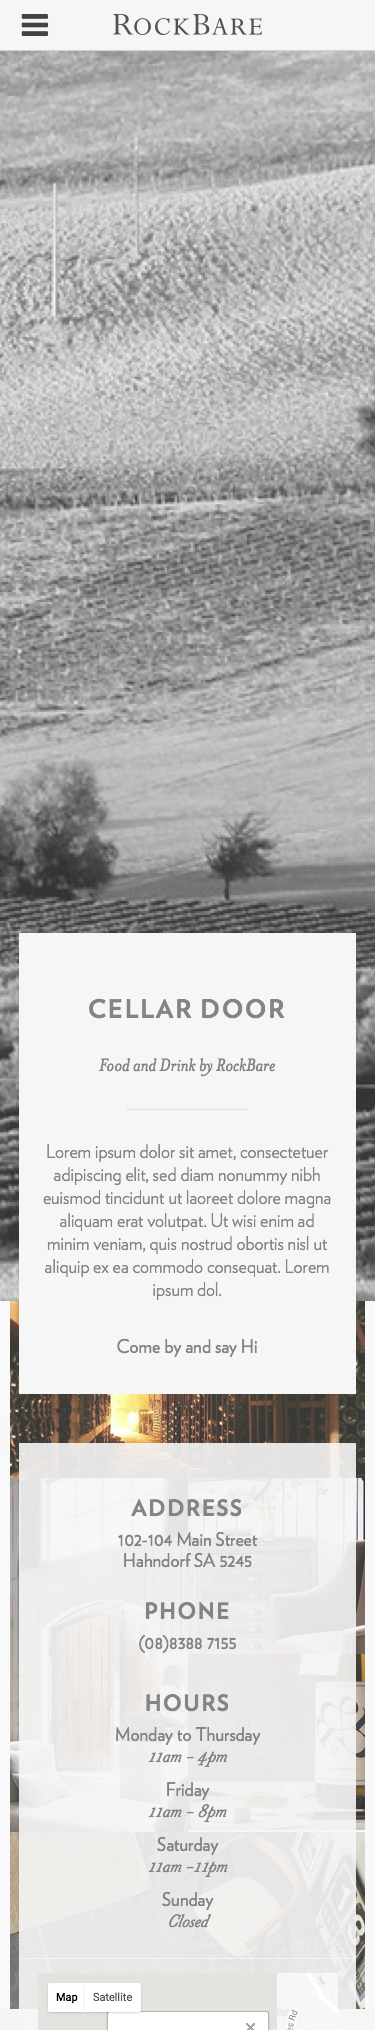 ROCKBARE
CELLAR DOOR
Food and Drink by RockBare
Lorem ipsum dolor sit amet, consectetuer
adipiscing elit, sed diam nonummy nibh
euismod tincidunt ut laoreet dolore magna
aliquam erat volutpat. Ut wisi enim ad
minim veniam, quis nostrud obortis nisl ut
aliquip ex ea commodo consequat. Lorem
ipsum dol.
Come by and say Hi
ADDRESS
102-104 Main Street
Hahndorf SA 5245
PHONE
(08)8388 7155
HOURS
Monday to Thursday
11am – 4pm
Friday
11am – 8pm
Saturday
11am –11pm
Sunday
Closed
Map Satellite